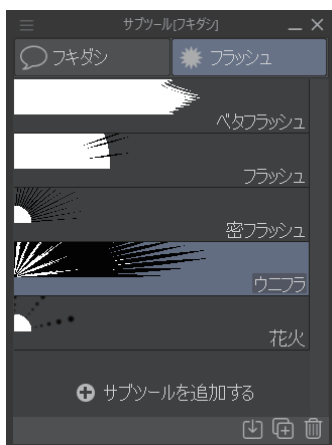 サブツール[フキダシ]
フキダシ
フラッシュ
ベタフラッシュ
フラッシュ
密フラッシュ
ウニフラ
花火
サブツールを追加する